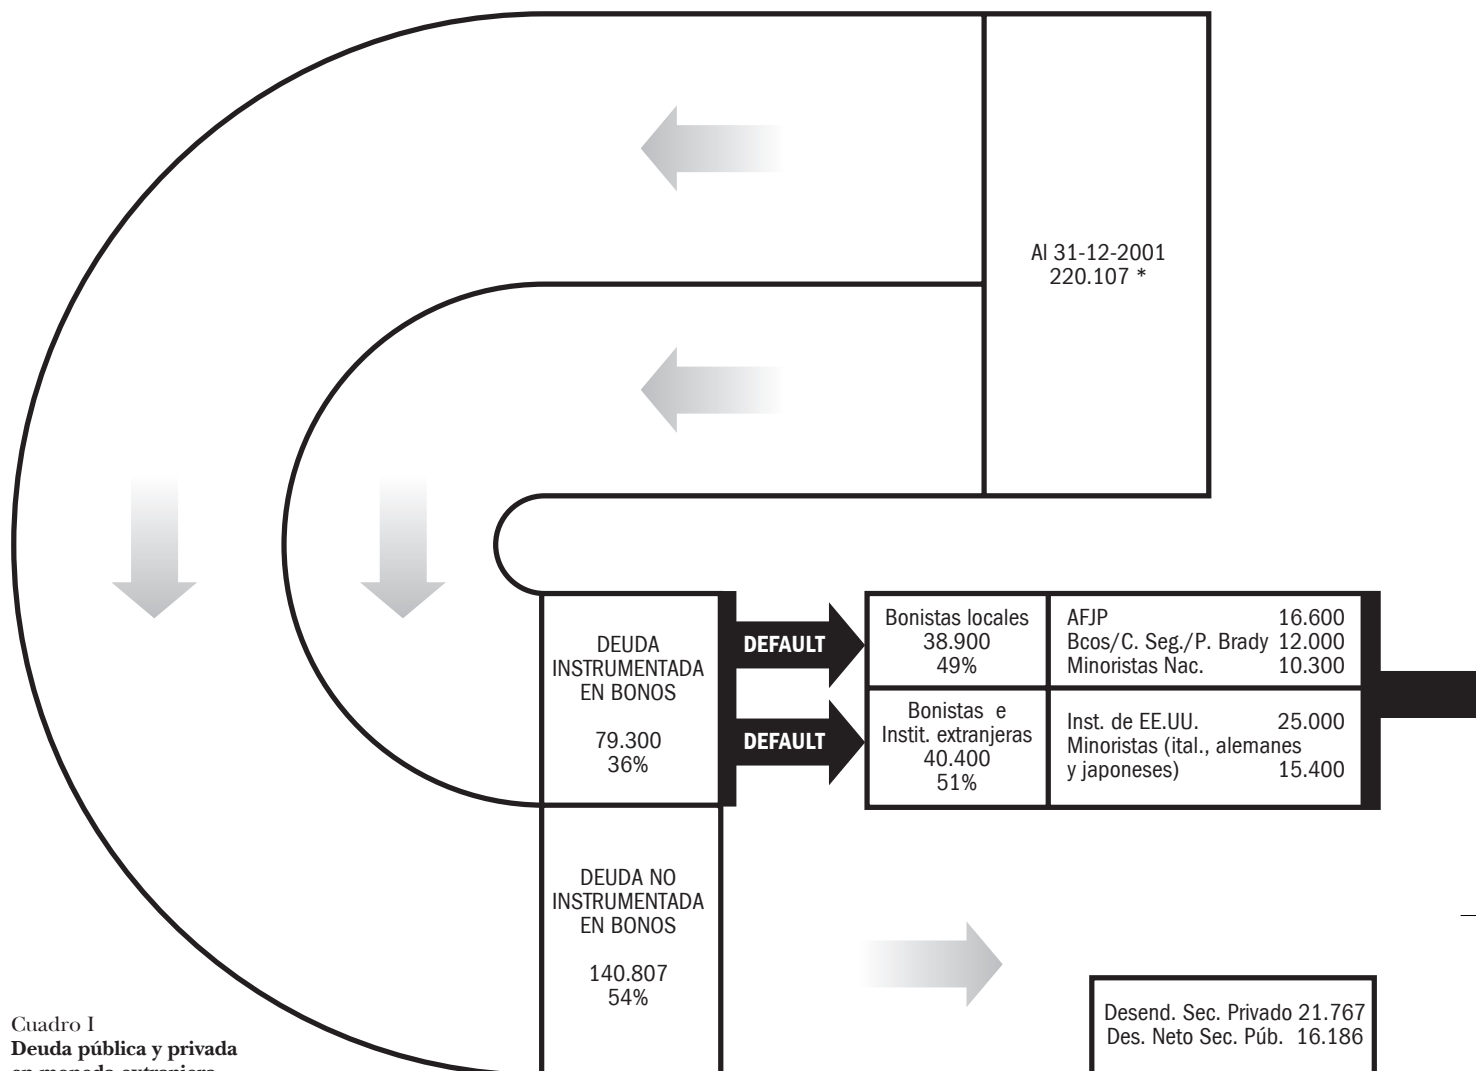 Al 31-12-2001
220.107 *
DEUDA
INSTRUMENTADA
EN BONOS
79.300
36%
DEFAULT
DEFAULT
Bonistas locales
38.900
49%
AFJP 16.600
Bcos/C. Seg./P. Brady 12.000
Minoristas Nac. 10.300
Bonistas e
Instit. extranjeras
40.400
51%
Inst. de EE.UU. 25.000
Minoristas (ital., alemanes
y japoneses) 15.400
DEUDA NO
INSTRUMENTADA
EN BONOS
140.807
54%
Desend. Sec. Privado 21.767
Des. Neto Sec. Púb. 16.186
Cuadro I
Deuda pública y privada
en moneda extranjera